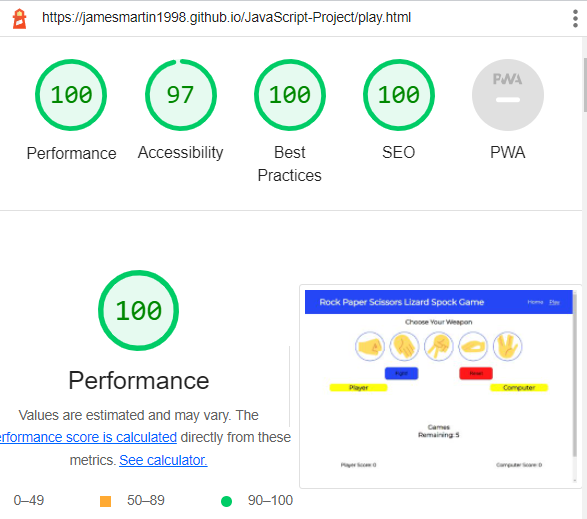 https://jamesmartin1998.github.io/JavaScript-Project/play.html
100
97
100
100
PWA
Performance
Accessibility
Best
Practices
SEO
PWA
100
Performance
Values are estimated and may vary. The
erformance score is calculated directly from these
metrics. See calculator.
0–49
50–89
90–100
Rock Paper Scissors Lizard Spock Game
Home
Play
Choose Your Weapon
Fight
Reset
Player
Computer
Games
Remaining: 5
Player Score: 0
Computer Score: 0